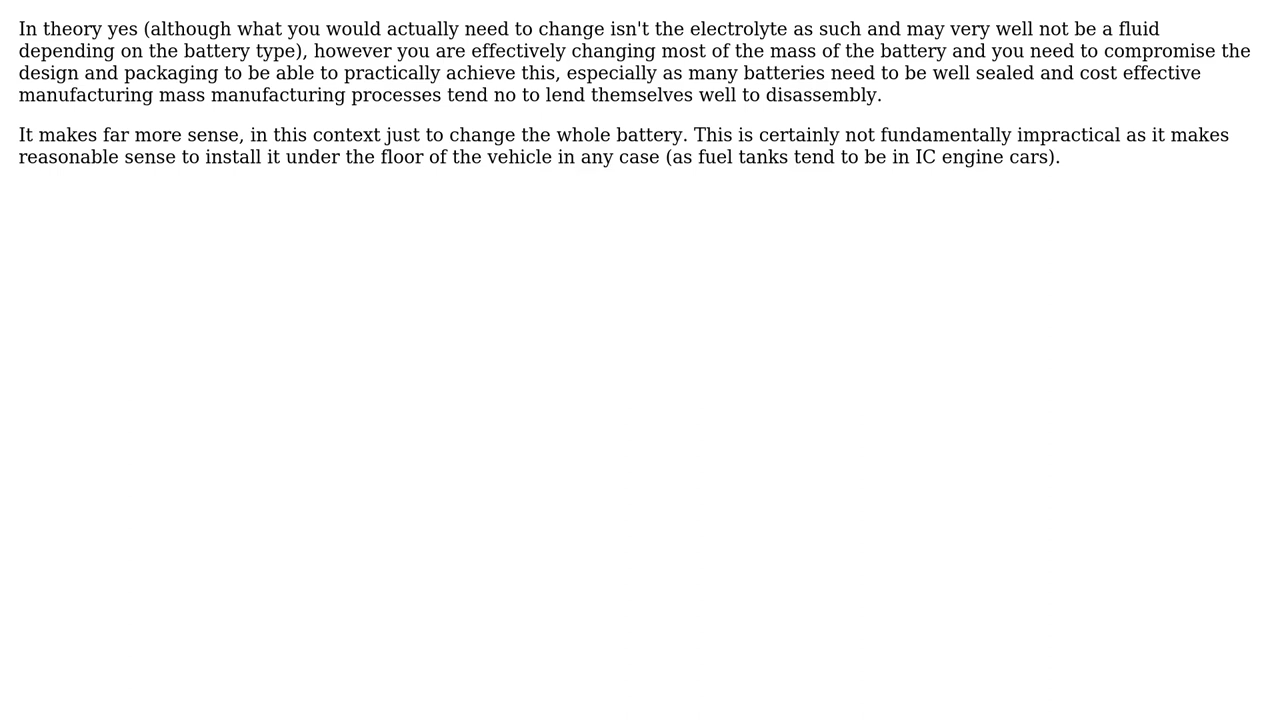 In theory yes (although what you would actually need to change isn't the electrolyte as such and may very well not be a fluid
depending on the battery type), however you are effectively changing most of the mass of the battery and you need to compromise the
design and packaging to be able to practically achieve this, especially as many batteries need to be well sealed and cost effective
manufacturing mass manufacturing processes tend no to lend themselves well to disassembly.
It makes far more sense, in this context just to change the whole battery. This is certainly not fundamentally impractical as it makes
reasonable sense to install it under the floor of the vehicle in any case (as fuel tanks tend to be in IC engine cars).